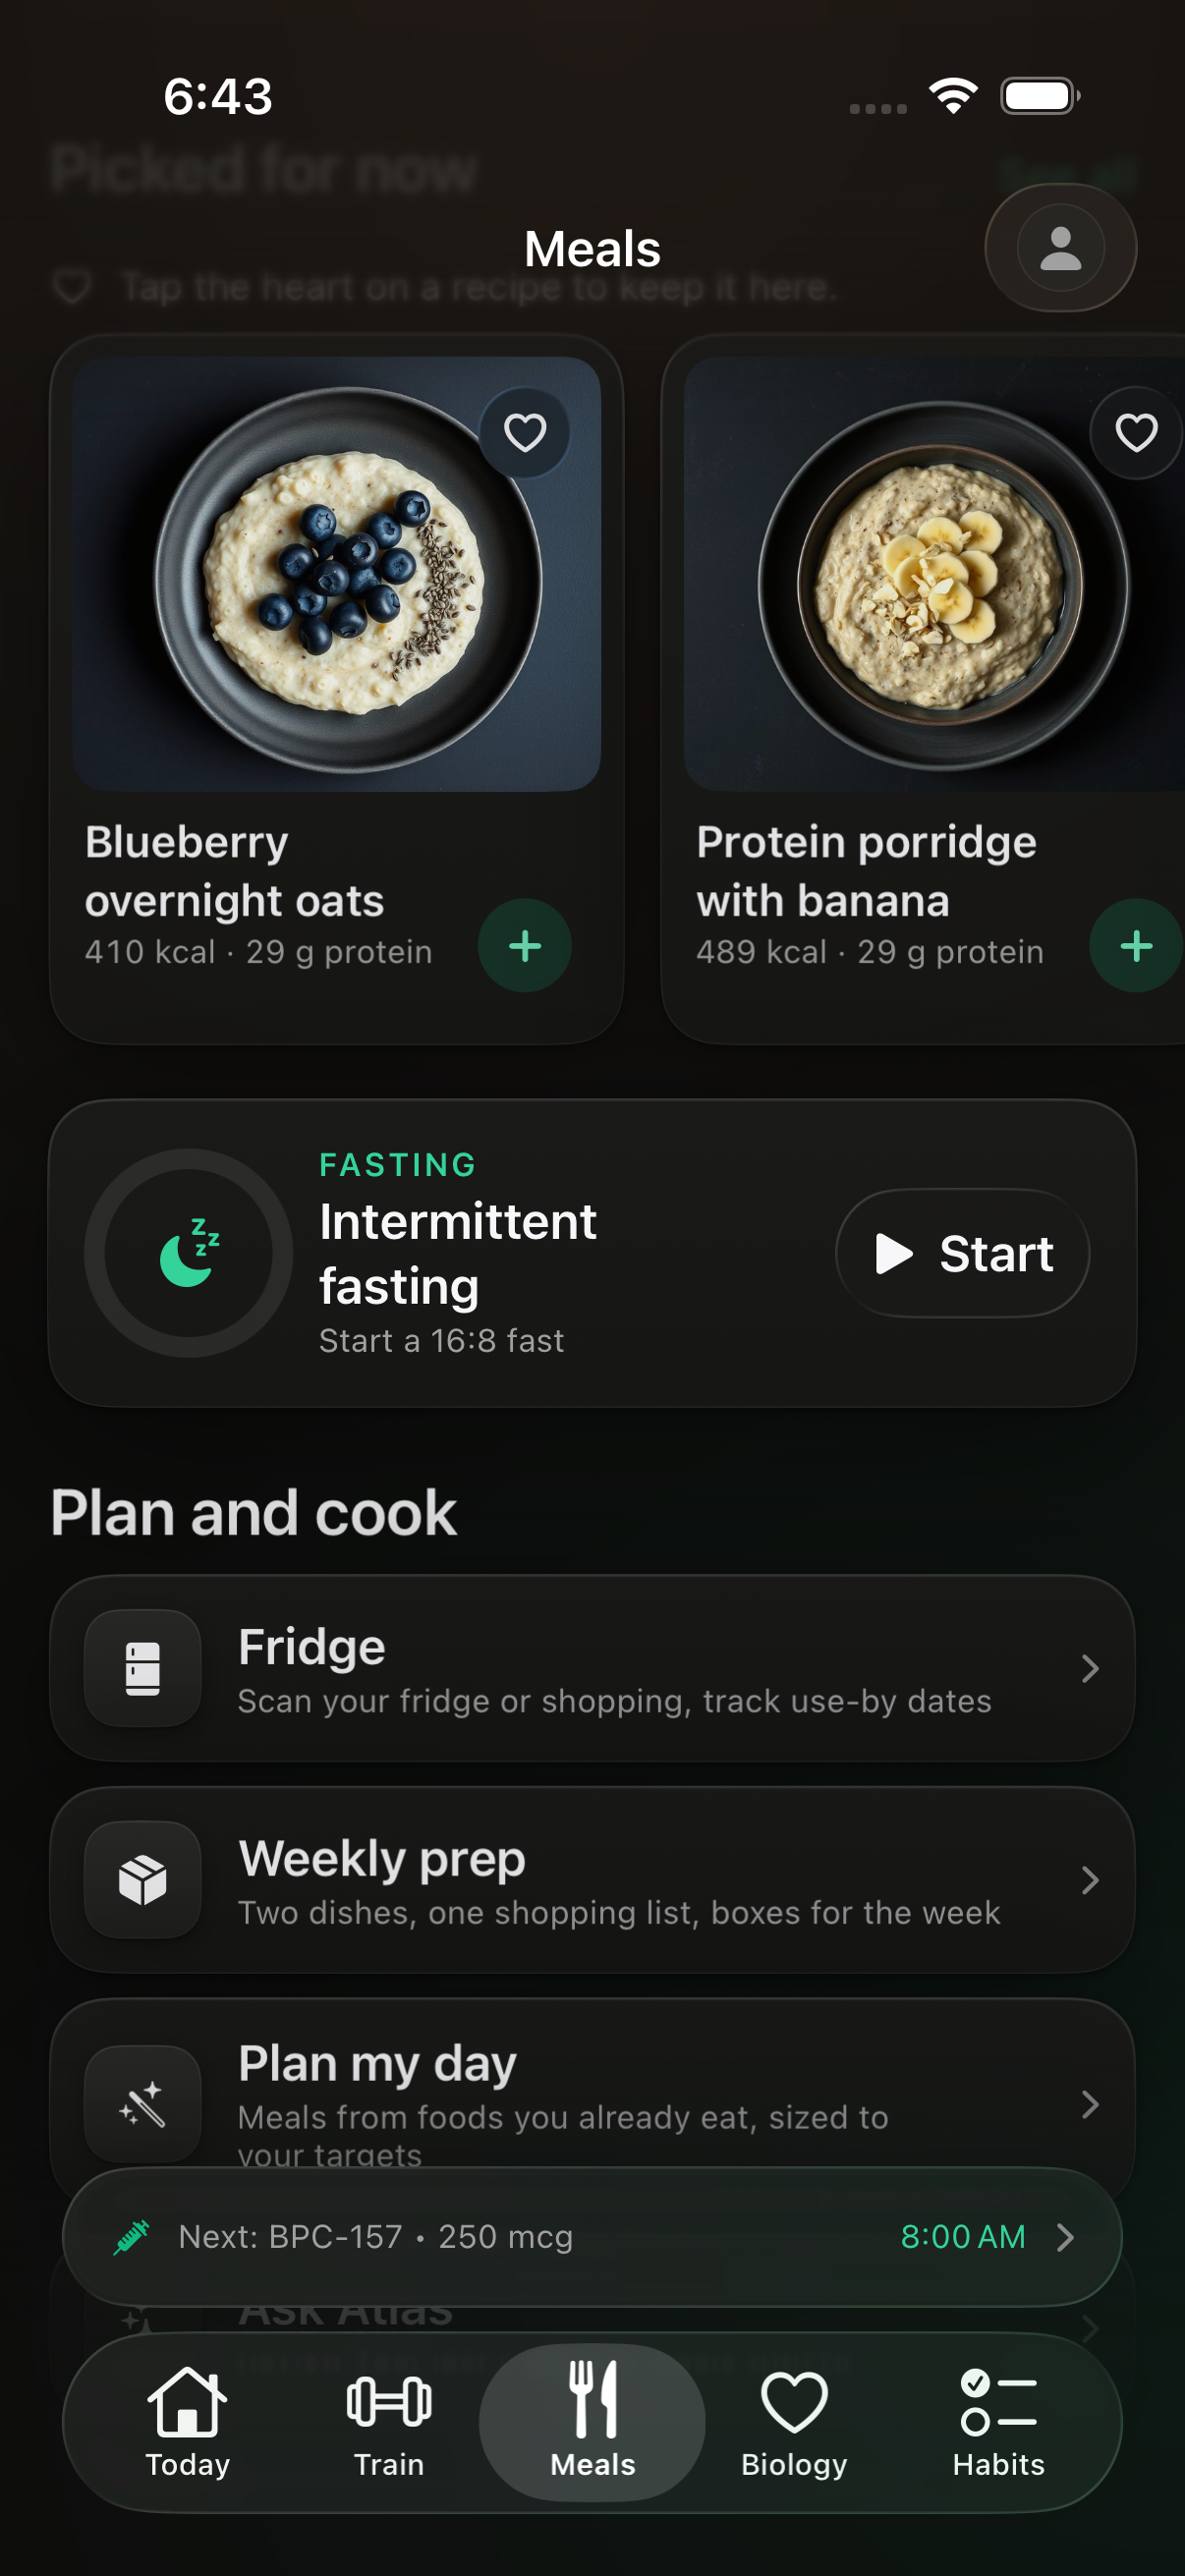 6:43
Picked for now
See all
Meals
Tap the heart on a recipe to keep it here.
Blueberry
overnight oats
410 kcal · 29 g protein
Protein porridge
with banana
489 kcal · 29 g protein
FASTING
Intermittent
fasting
Start a 16:8 fast
Start
Plan and cook
Fridge
Scan your fridge or shopping, track use-by dates
Weekly prep
Two dishes, one shopping list, boxes for the week
Plan my day
Meals from foods you already eat, sized to
your targets
Next: BPC-157 • 250 mcg
8:00 AM
Ask Atlas
Today
Train
Meals
Biology
Habits